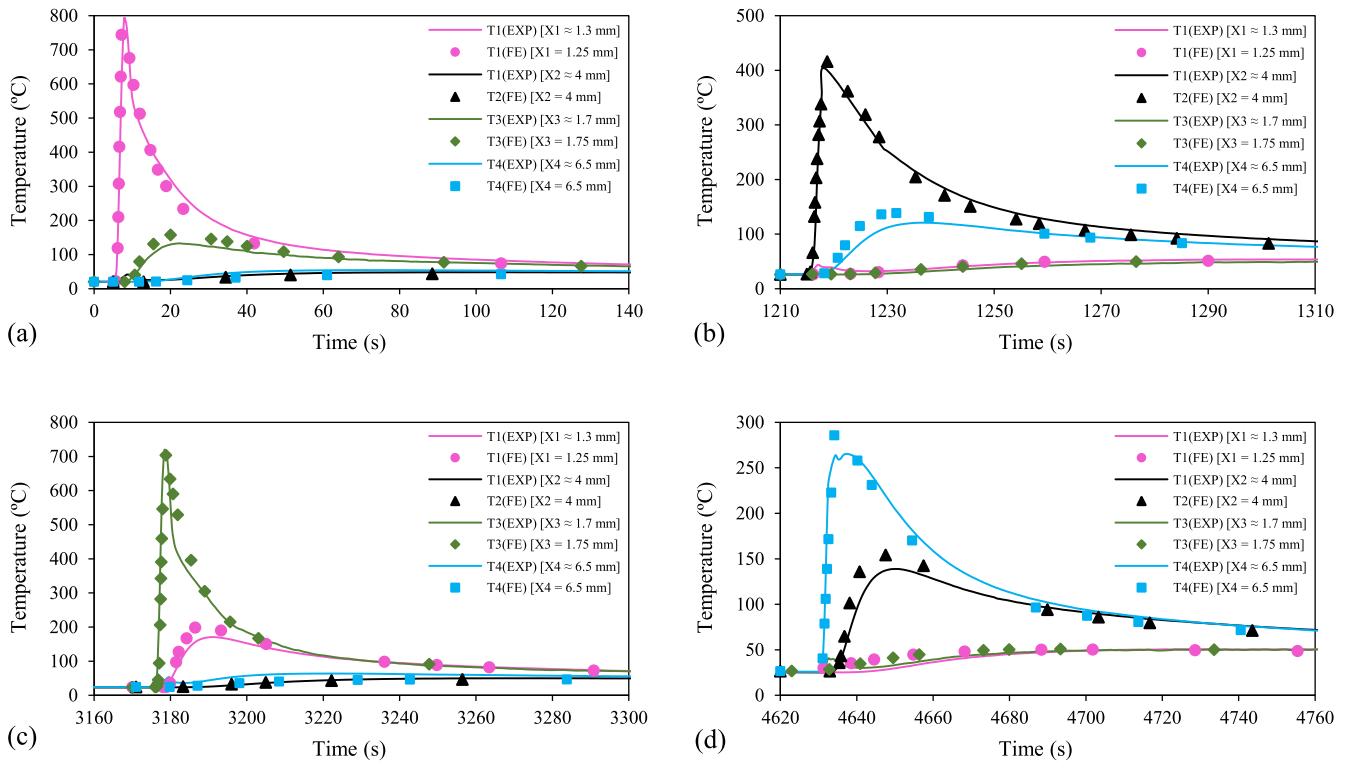 Temperature (ºC)
800
700
600
500
400
300
200
100
0
0 20 40 60 80 100 120 140
Time (s)
T1(EXP) [X1 ≈ 1.3 mm]
T1(FE) [X1 = 1.25 mm]
T1(EXP) [X2 ≈ 4 mm]
T2(FE) [X2 = 4 mm]
T3(EXP) [X3 ≈ 1.7 mm]
T3(FE) [X3 = 1.75 mm]
T4(EXP) [X4 ≈ 6.5 mm]
T4(FE) [X4 = 6.5 mm]
(a)
Temperature (ºC)
500
400
300
200
100
0
1210 1230 1250 1270 1290 1310
Time (s)
T1(EXP) [X1 ≈ 1.3 mm]
T1(FE) [X1 = 1.25 mm]
T1(EXP) [X2 ≈ 4 mm]
T2(FE) [X2 = 4 mm]
T3(EXP) [X3 ≈ 1.7 mm]
T3(FE) [X3 = 1.75 mm]
T4(EXP) [X4 ≈ 6.5 mm]
T4(FE) [X4 = 6.5 mm]
(b)
Temperature (ºC)
800
700
600
500
400
300
200
100
0
3160 3180 3200 3220 3240 3260 3280 3300
Time (s)
T1(EXP) [X1 ≈ 1.3 mm]
T1(FE) [X1 = 1.25 mm]
T1(EXP) [X2 ≈ 4 mm]
T2(FE) [X2 = 4 mm]
T3(EXP) [X3 ≈ 1.7 mm]
T3(FE) [X3 = 1.75 mm]
T4(EXP) [X4 ≈ 6.5 mm]
T4(FE) [X4 = 6.5 mm]
(c)
Temperature (ºC)
300
250
200
150
100
50
0
4620 4640 4660 4680 4700 4720 4740 4760
Time (s)
T1(EXP) [X1 ≈ 1.3 mm]
T1(FE) [X1 = 1.25 mm]
T1(EXP) [X2 ≈ 4 mm]
T2(FE) [X2 = 4 mm]
T3(EXP) [X3 ≈ 1.7 mm]
T3(FE) [X3 = 1.75 mm]
T4(EXP) [X4 ≈ 6.5 mm]
T4(FE) [X4 = 6.5 mm]
(d)